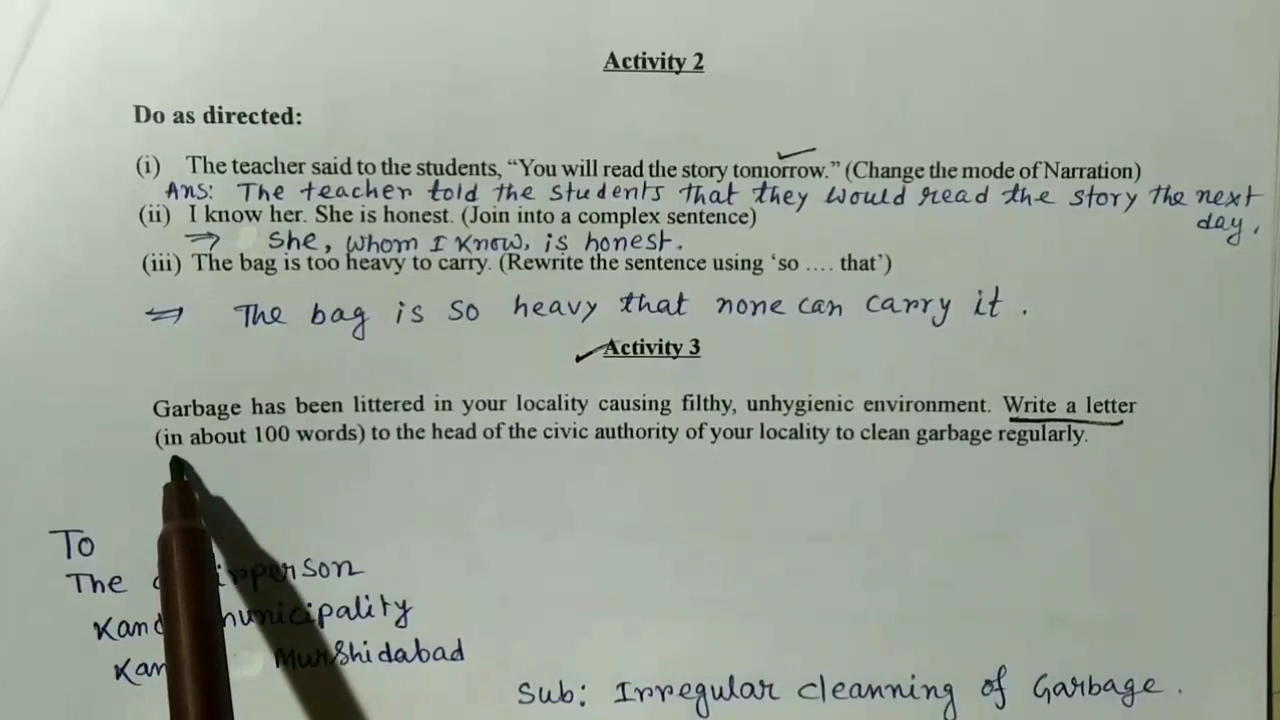 Activity 2
Do as directed:
(i) The teacher said to the students, “You will read the story tomorrow.” (Change the mode of Narration)
Ans: The teacher told the students that they would read the story the next
day.
(ii) I know her. She is honest. (Join into a complex sentence)
⇒ She, whom I know, is honest.
(iii) The bag is too heavy to carry. (Rewrite the sentence using ‘so .... that’)
⇒ The bag is so heavy that none can carry it.
Activity 3
Garbage has been littered in your locality causing filthy, unhygienic environment. Write a letter
(in about 100 words) to the head of the civic authority of your locality to clean garbage regularly.
To
The
municipality
Murshidabad
Sub: Irregular cleanning of Garbage.